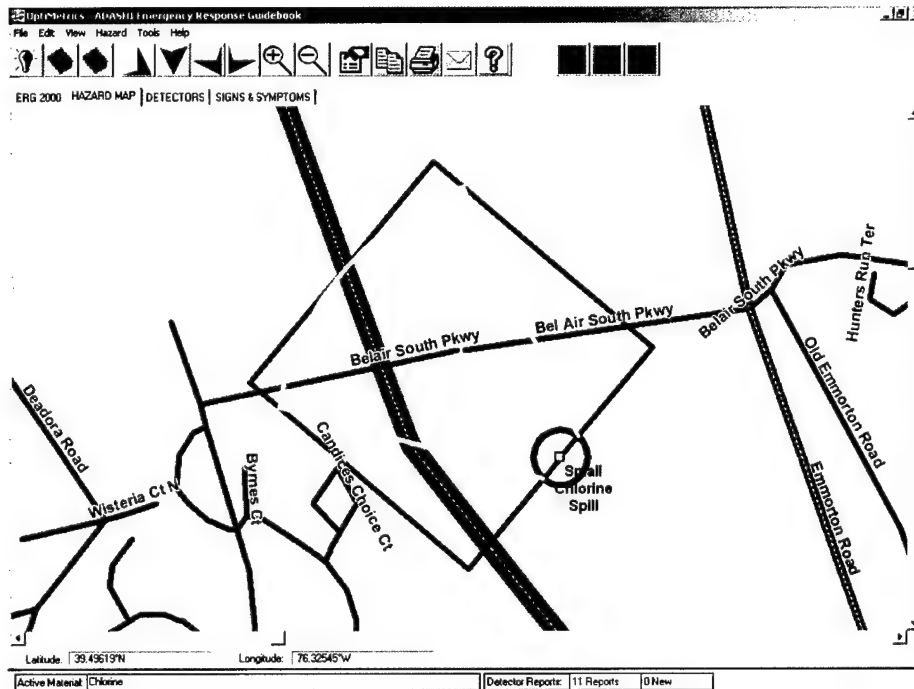 OptiMetrics - ADASHI Emergency Response Guidebook
File Edit View Hazard Tools Help
ERG 2000 HAZARD MAP DETECTORS SIGNS & SYMPTOMS
Hunters Run Ter
Belair South Pkwy
Bel Air South Pkwy
Belair South Pkwy
Old Emmorton Road
Deadora Road
Candices Choice Ct
Byrnes Ct
Wisteria Ct N
Small
Chlorine
Spill
Emmorton Road
Latitude: 39.49619°N Longitude: 76.32545°W
Active Material: Chlorine Detector Reports: 11 Reports 0 New